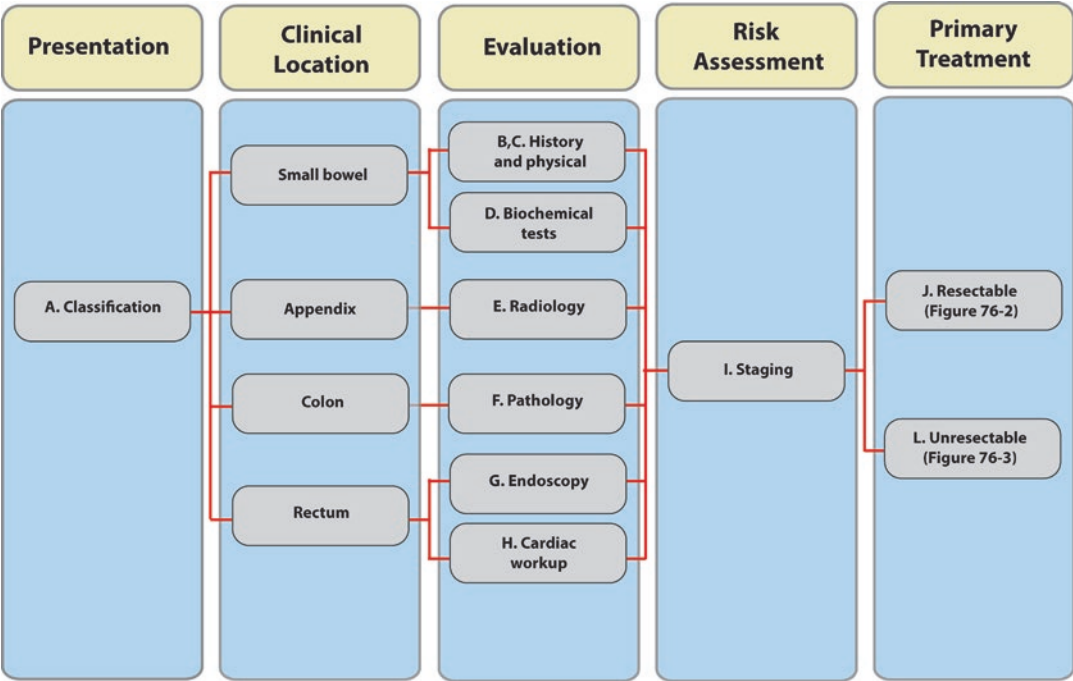 Presentation
Clinical
Location
Evaluation
Risk
Assessment
Primary
Treatment
A. Classification
Small bowel
Appendix
Colon
Rectum
B,C. History
and physical
D. Biochemical
tests
E. Radiology
F. Pathology
G. Endoscopy
H. Cardiac
workup
I. Staging
J. Resectable
(Figure 76-2)
L. Unresectable
(Figure 76-3)